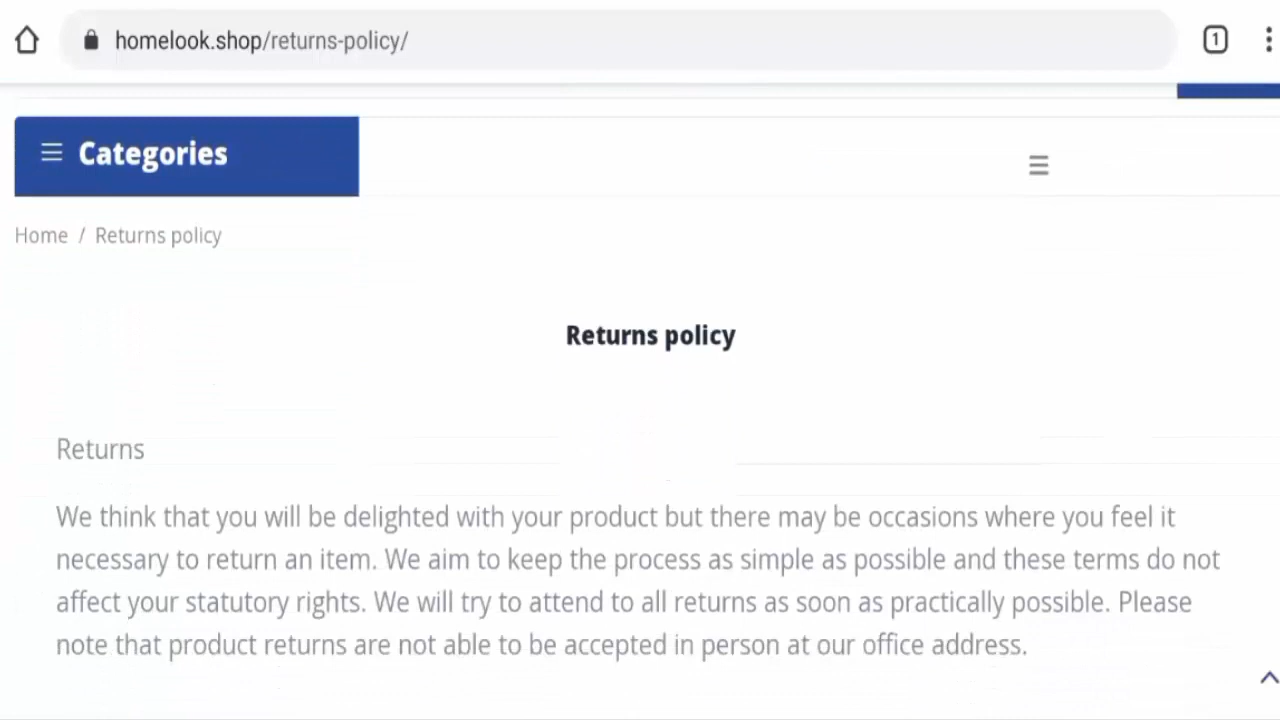 homelook.shop/returns-policy/
1
Categories
Home / Returns policy
Returns policy
Returns
We think that you will be delighted with your product but there may be occasions where you feel it
necessary to return an item. We aim to keep the process as simple as possible and these terms do not
affect your statutory rights. We will try to attend to all returns as soon as practically possible. Please
note that product returns are not able to be accepted in person at our office address.